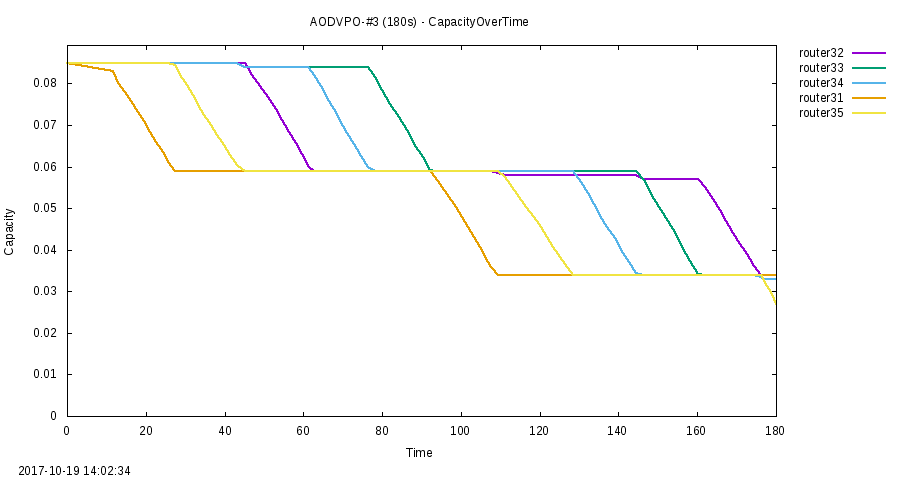 AODVPO-#3 (180s) - CapacityOverTime
router32
router33
router34
router31
router35
0.08
0.07
0.06
0.05
0.04
0.03
0.02
0.01
0
Capacity
0 20 40 60 80 100 120 140 160 180
Time
2017-10-19 14:02:34